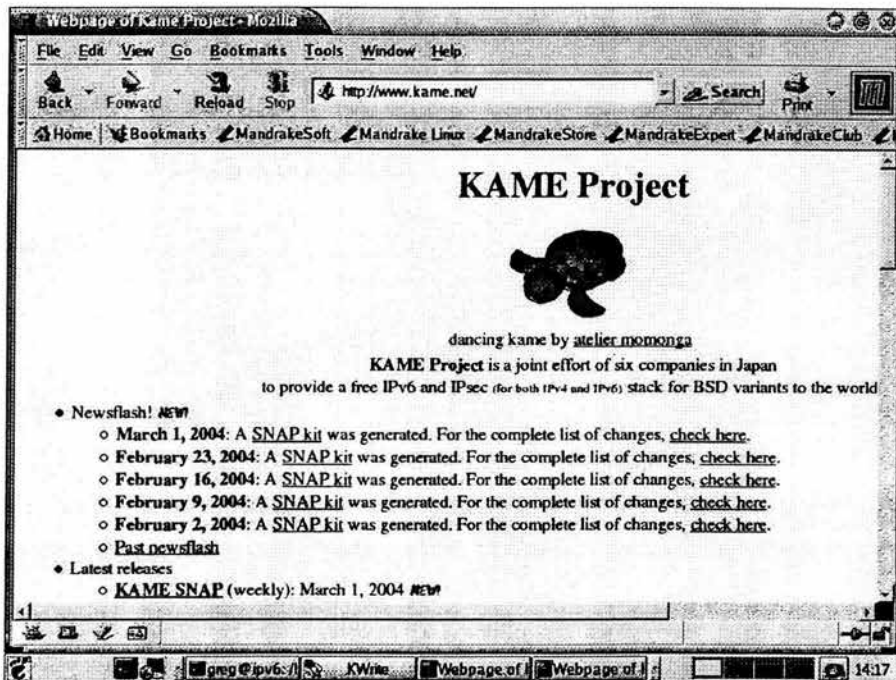 Webpage of Kame Project - Mozilla
File Edit View Go Bookmarks Tools Window Help
Back Forward Reload Stop http://www.kame.net/ Search Print
Home Bookmarks MandrakeSoft Mandrake Linux MandrakeStore MandrakeExpert MandrakeClub
KAME Project
dancing kame by atelier momonga
KAME Project is a joint effort of six companies in Japan
to provide a free IPv6 and IPsec (for both IPv4 and IPv6) stack for BSD variants to the world
Newsflash! NEW!
March 1, 2004: A SNAP kit was generated. For the complete list of changes, check here.
February 23, 2004: A SNAP kit was generated. For the complete list of changes, check here.
February 16, 2004: A SNAP kit was generated. For the complete list of changes, check here.
February 9, 2004: A SNAP kit was generated. For the complete list of changes, check here.
February 2, 2004: A SNAP kit was generated. For the complete list of changes, check here.
Past newsflash
Latest releases
KAME SNAP (weekly): March 1, 2004 NEW!
greg@ipv6: /l KWrite Webpage of Webpage of 14:17